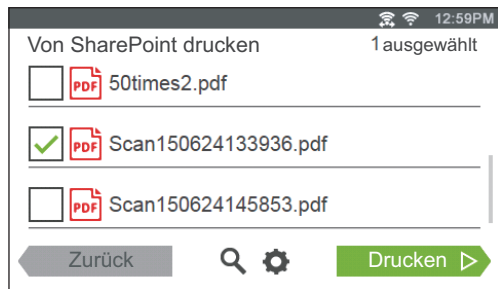 12:59PM
Von SharePoint drucken 1 ausgewählt
PDF 50times2.pdf
PDF Scan150624133936.pdf
PDF Scan150624145853.pdf
Zurück Drucken